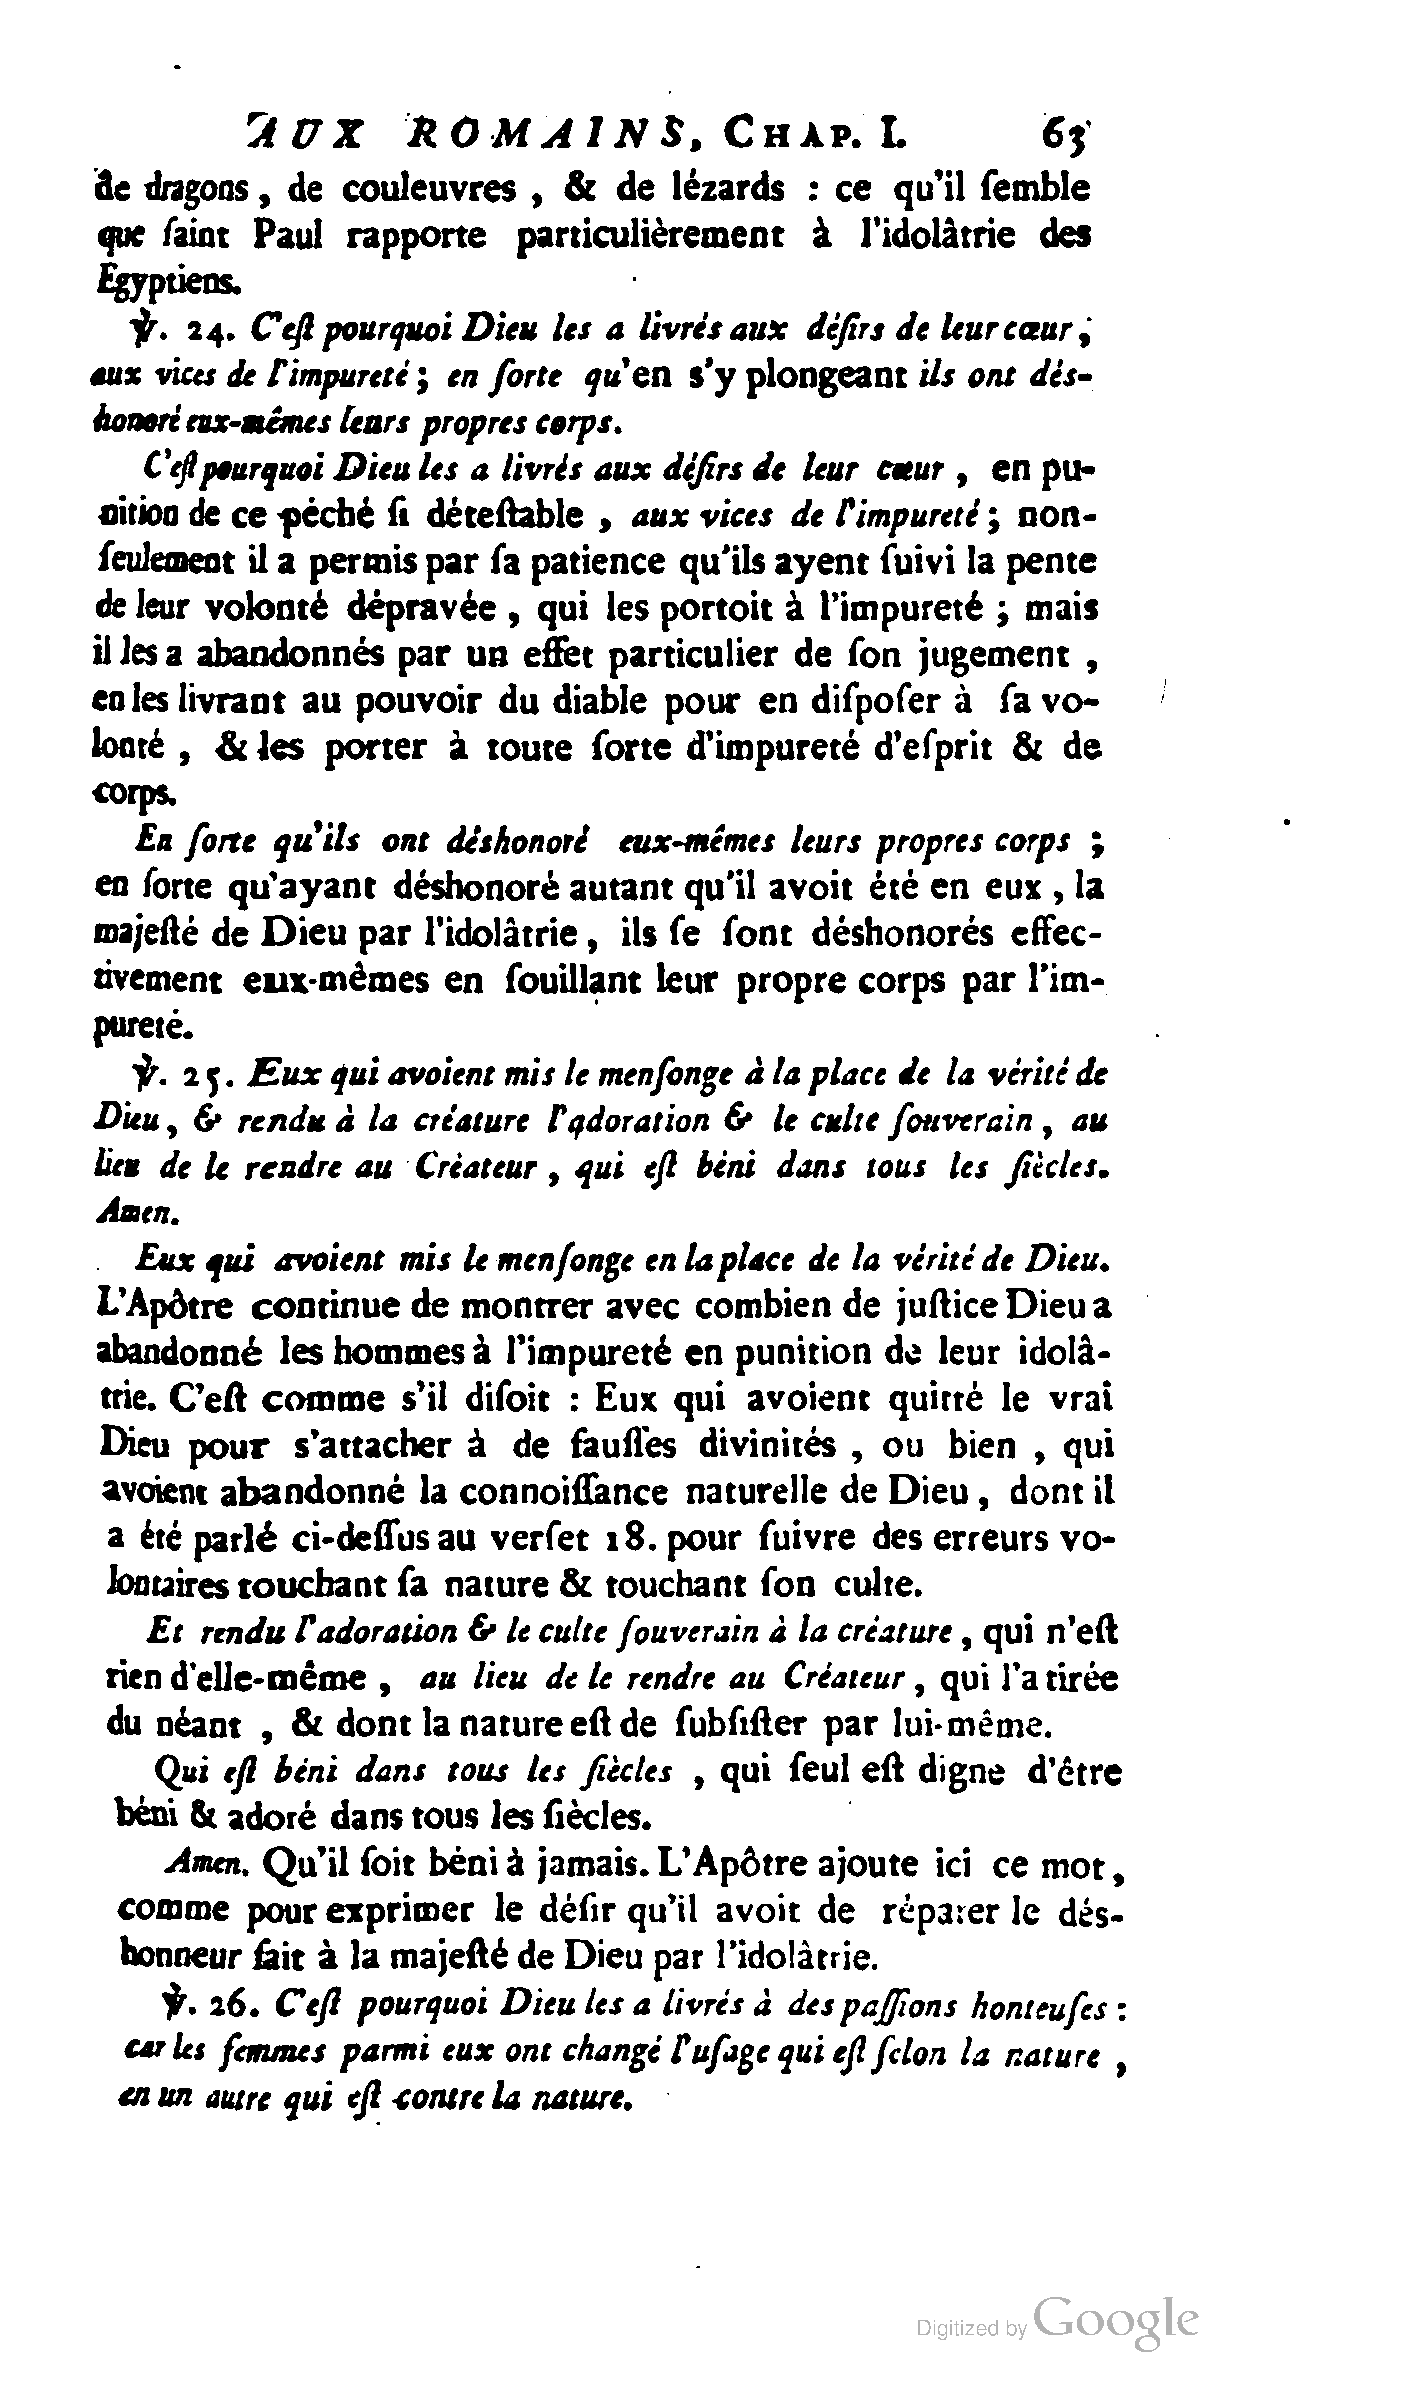 AUX ROMAINS, CHAP. I. 63
de dragons, de couleuvres, & de lézards : ce qu'il ſemble
que ſaint Paul rapporte particulièrement à l'idolâtrie des
Egyptiens.
℣. 24. C'eſt pourquoi Dieu les a livrés aux déſirs de leur cœur,
aux vices de l'impureté ; en ſorte qu'en s'y plongeant ils ont dés-
honoré eux-mêmes leurs propres corps.
C'eſt pourquoi Dieu les a livrés aux déſirs de leur cœur, en pu-
nition de ce péché ſi déteſtable, aux vices de l'impureté ; non-
ſeulement il a permis par ſa patience qu'ils ayent ſuivi la pente
de leur volonté dépravée, qui les portoit à l'impureté ; mais
il les a abandonnés par un effet particulier de ſon jugement,
en les livrant au pouvoir du diable pour en diſpoſer à ſa vo-
lonté, & les porter à toute ſorte d'impureté d'eſprit & de
corps.
En ſorte qu'ils ont déshonoré eux-mêmes leurs propres corps ;
en ſorte qu'ayant déshonoré autant qu'il avoit été en eux, la
majeſté de Dieu par l'idolâtrie, ils ſe ſont déshonorés effec-
tivement eux-mêmes en ſouillant leur propre corps par l'im-
pureté.
℣. 25. Eux qui avoient mis le menſonge à la place de la vérité de
Dieu, & rendu à la créature l'adoration & le culte ſouverain, au
lieu de le rendre au Créateur, qui eſt béni dans tous les ſiècles.
Amen.
Eux qui avoient mis le menſonge en la place de la vérité de Dieu.
L'Apôtre continue de montrer avec combien de juſtice Dieu a
abandonné les hommes à l'impureté en punition de leur idolâ-
trie. C'eſt comme s'il diſoit : Eux qui avoient quitté le vrai
Dieu pour s'attacher à de fauſſes divinités, ou bien, qui
avoient abandonné la connoiſſance naturelle de Dieu, dont il
a été parlé ci-deſſus au verſet 18. pour ſuivre des erreurs vo-
lontaires touchant ſa nature & touchant ſon culte.
Et rendu l'adoration & le culte ſouverain à la créature, qui n'eſt
rien d'elle-même, au lieu de le rendre au Créateur, qui l'a tirée
du néant, & dont la nature eſt de ſubſiſter par lui-même.
Qui eſt béni dans tous les ſiècles, qui ſeul eſt digne d'être
béni & adoré dans tous les ſiècles.
Amen. Qu'il ſoit béni à jamais. L'Apôtre ajoute ici ce mot,
comme pour exprimer le déſir qu'il avoit de réparer le dés-
honneur fait à la majeſté de Dieu par l'idolâtrie.
℣. 26. C'eſt pourquoi Dieu les a livrés à des paſſions honteuſes :
car les femmes parmi eux ont changé l'uſage qui eſt ſelon la nature,
en un autre qui eſt contre la nature.
Digitized by Google